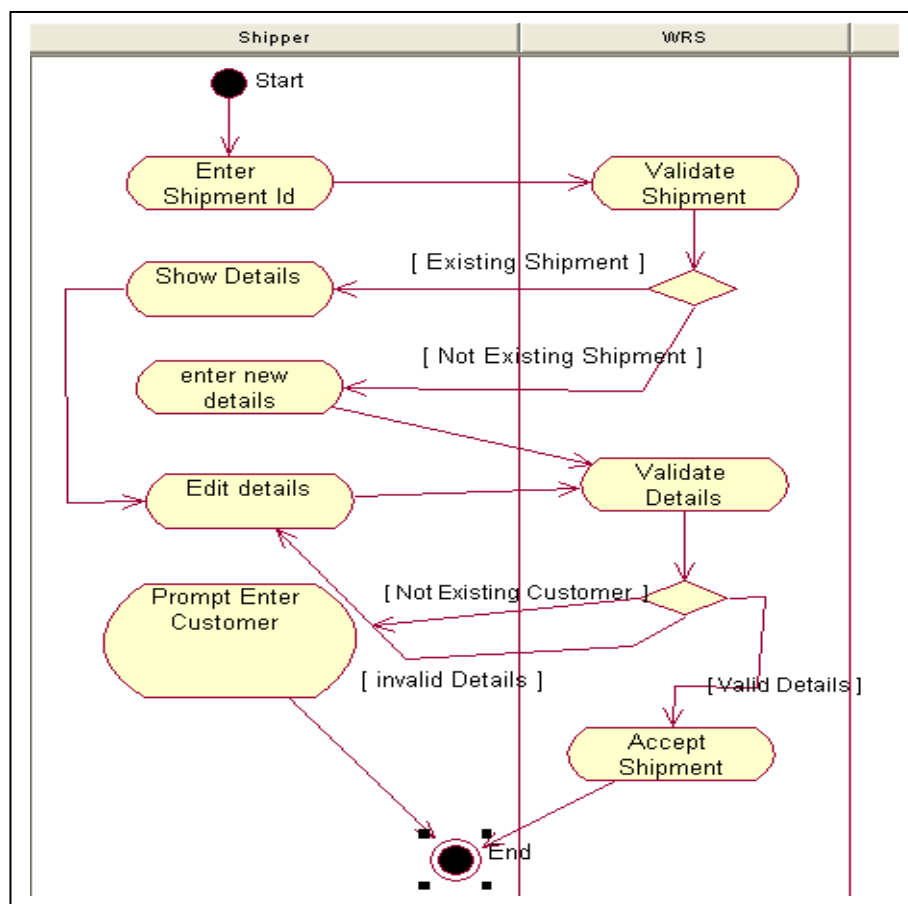 Shipper
WRS
Start
Enter
Shipment Id
Validate
Shipment
[ Existing Shipment ]
Show Details
[ Not Existing Shipment ]
enter new
details
Validate
Details
Edit details
[Not Existing Customer ]
Prompt Enter
Customer
[ invalid Details ]
[Valid Details ]
Accept
Shipment
End